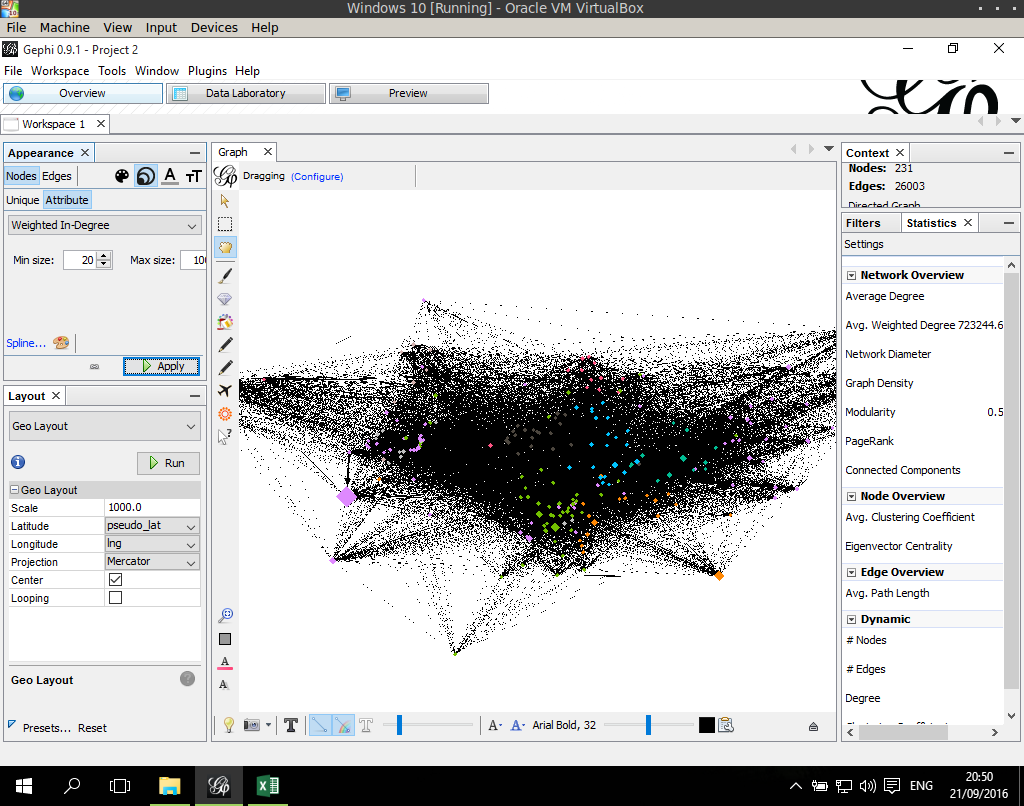 Windows 10 [Running] - Oracle VM VirtualBox
File Machine View Input Devices Help
Gephi 0.9.1 - Project 2
File Workspace Tools Window Plugins Help
Overview Data Laboratory Preview
Workspace 1
Appearance
Nodes Edges
Unique Attribute
Weighted In-Degree
Min size: 20 Max size: 100
Spline...
Apply
Layout
Geo Layout
Run
Geo Layout
Scale 1000.0
Latitude pseudo_lat
Longitude lng
Projection Mercator
Center
Looping
Geo Layout
Presets... Reset
Graph
Dragging (Configure)
Arial Bold, 32
Context
Nodes: 231
Edges: 26003
Directed Graph
Filters Statistics
Settings
Network Overview
Average Degree
Avg. Weighted Degree 723244.6
Network Diameter
Graph Density
Modularity 0.5
PageRank
Connected Components
Node Overview
Avg. Clustering Coefficient
Eigenvector Centrality
Edge Overview
Avg. Path Length
Dynamic
# Nodes
# Edges
Degree
ENG
20:50
21/09/2016